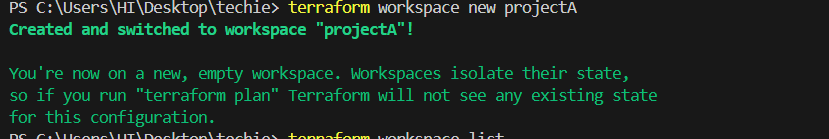 PS C:\Users\HI\Desktop\techie> terraform workspace new projectA
Created and switched to workspace "projectA"!
You're now on a new, empty workspace. Workspaces isolate their state,
so if you run "terraform plan" Terraform will not see any existing state
for this configuration.
PS C:\Users\HI\Desktop\techie> terraform workspace list